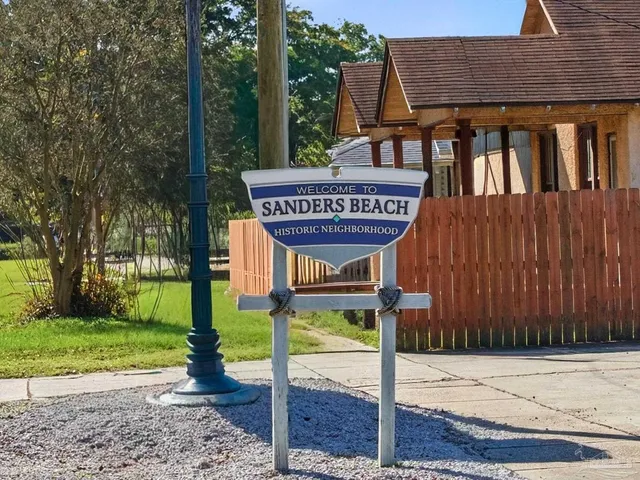 WELCOME TO
SANDERS BEACH
HISTORIC NEIGHBORHOOD